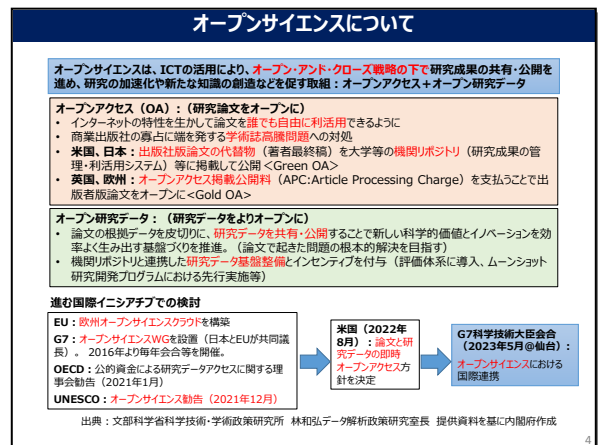 オープンサイエンスについて
オープンサイエンスは、ICTの活用により、オープン・アンド・クローズ戦略の下で研究成果の共有・公開を
進め、研究の加速化や新たな知識の創造などを促す取組：オープンアクセス＋オープン研究データ
オープンアクセス（OA）：（研究論文をオープンに）
• インターネットの特性を生かして論文を誰でも自由に利活用できるように
• 商業出版社の寡占に端を発する学術誌高騰問題への対処
• 米国、日本：出版社版論文の代替物（著者最終稿）を大学等の機関リポジトリ（研究成果の管
理・利活用システム）等に掲載して公開＜Green OA＞
• 英国、欧州：オープンアクセス掲載公開料（APC:Article Processing Charge）を支払うことで出
版者版論文をオープンに<Gold OA>
オープン研究データ：（研究データをよりオープンに）
• 論文の根拠データを皮切りに、研究データを共有・公開することで新しい科学的価値とイノベーションを効
率よく生み出す基盤づくりを推進。（論文で起きた問題の根本的解決を目指す）
• 機関リポジトリと連携した研究データ基盤整備とインセンティブを付与（評価体系に導入、ムーンショット
研究開発プログラムにおける先行実施等）
進む国際イニシアチブでの検討
EU：欧州オープンサイエンスクラウドを構築
G7：オープンサイエンスWGを設置（日本とEUが共同議
長）。 2016年より毎年会合等を開催。
OECD：公的資金による研究データアクセスに関する理
事会勧告（2021年1月）
UNESCO：オープンサイエンス勧告（2021年12月）
米国（2022年
8月）：論文と研
究データの即時
オープンアクセス方
針を決定
G7科学技術大臣会合
（2023年5月@仙台）：
オープンサイエンスにおける
国際連携
出典：文部科学省科学技術・学術政策研究所 林和弘データ解析政策研究室長 提供資料を基に内閣府作成
4